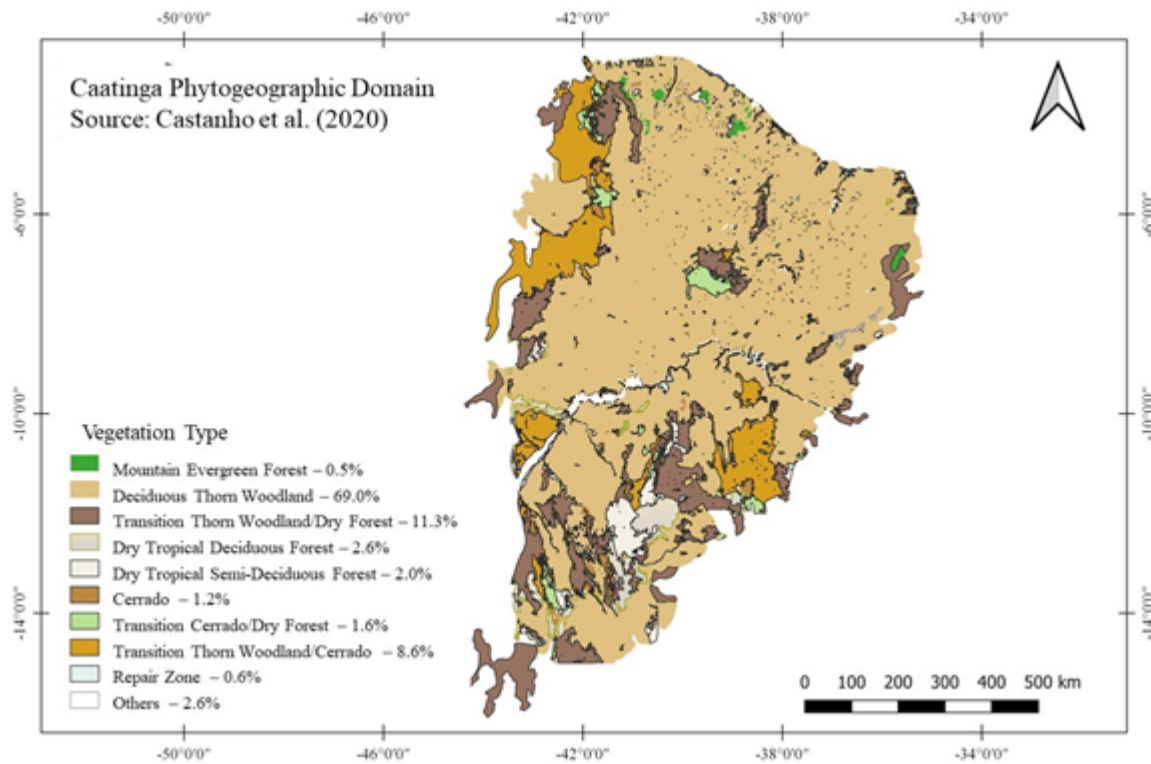 -50°0'0" -46°0'0" -42°0'0" -38°0'0" -34°0'0"
Caatinga Phytogeographic Domain
Source: Castanho et al. (2020)
-6°0'0" -6°0'0"
-10°0'0" -10°0'0"
Vegetation Type
Mountain Evergreen Forest – 0.5%
Deciduous Thorn Woodland – 69.0%
Transition Thorn Woodland/Dry Forest – 11.3%
Dry Tropical Deciduous Forest – 2.6%
Dry Tropical Semi-Deciduous Forest – 2.0%
Cerrado – 1.2%
-14°0'0" -14°0'0"
Transition Cerrado/Dry Forest – 1.6%
Transition Thorn Woodland/Cerrado – 8.6%
Repair Zone – 0.6%
Others – 2.6%
0 100 200 300 400 500 km
-50°0'0" -46°0'0" -42°0'0" -38°0'0" -34°0'0"